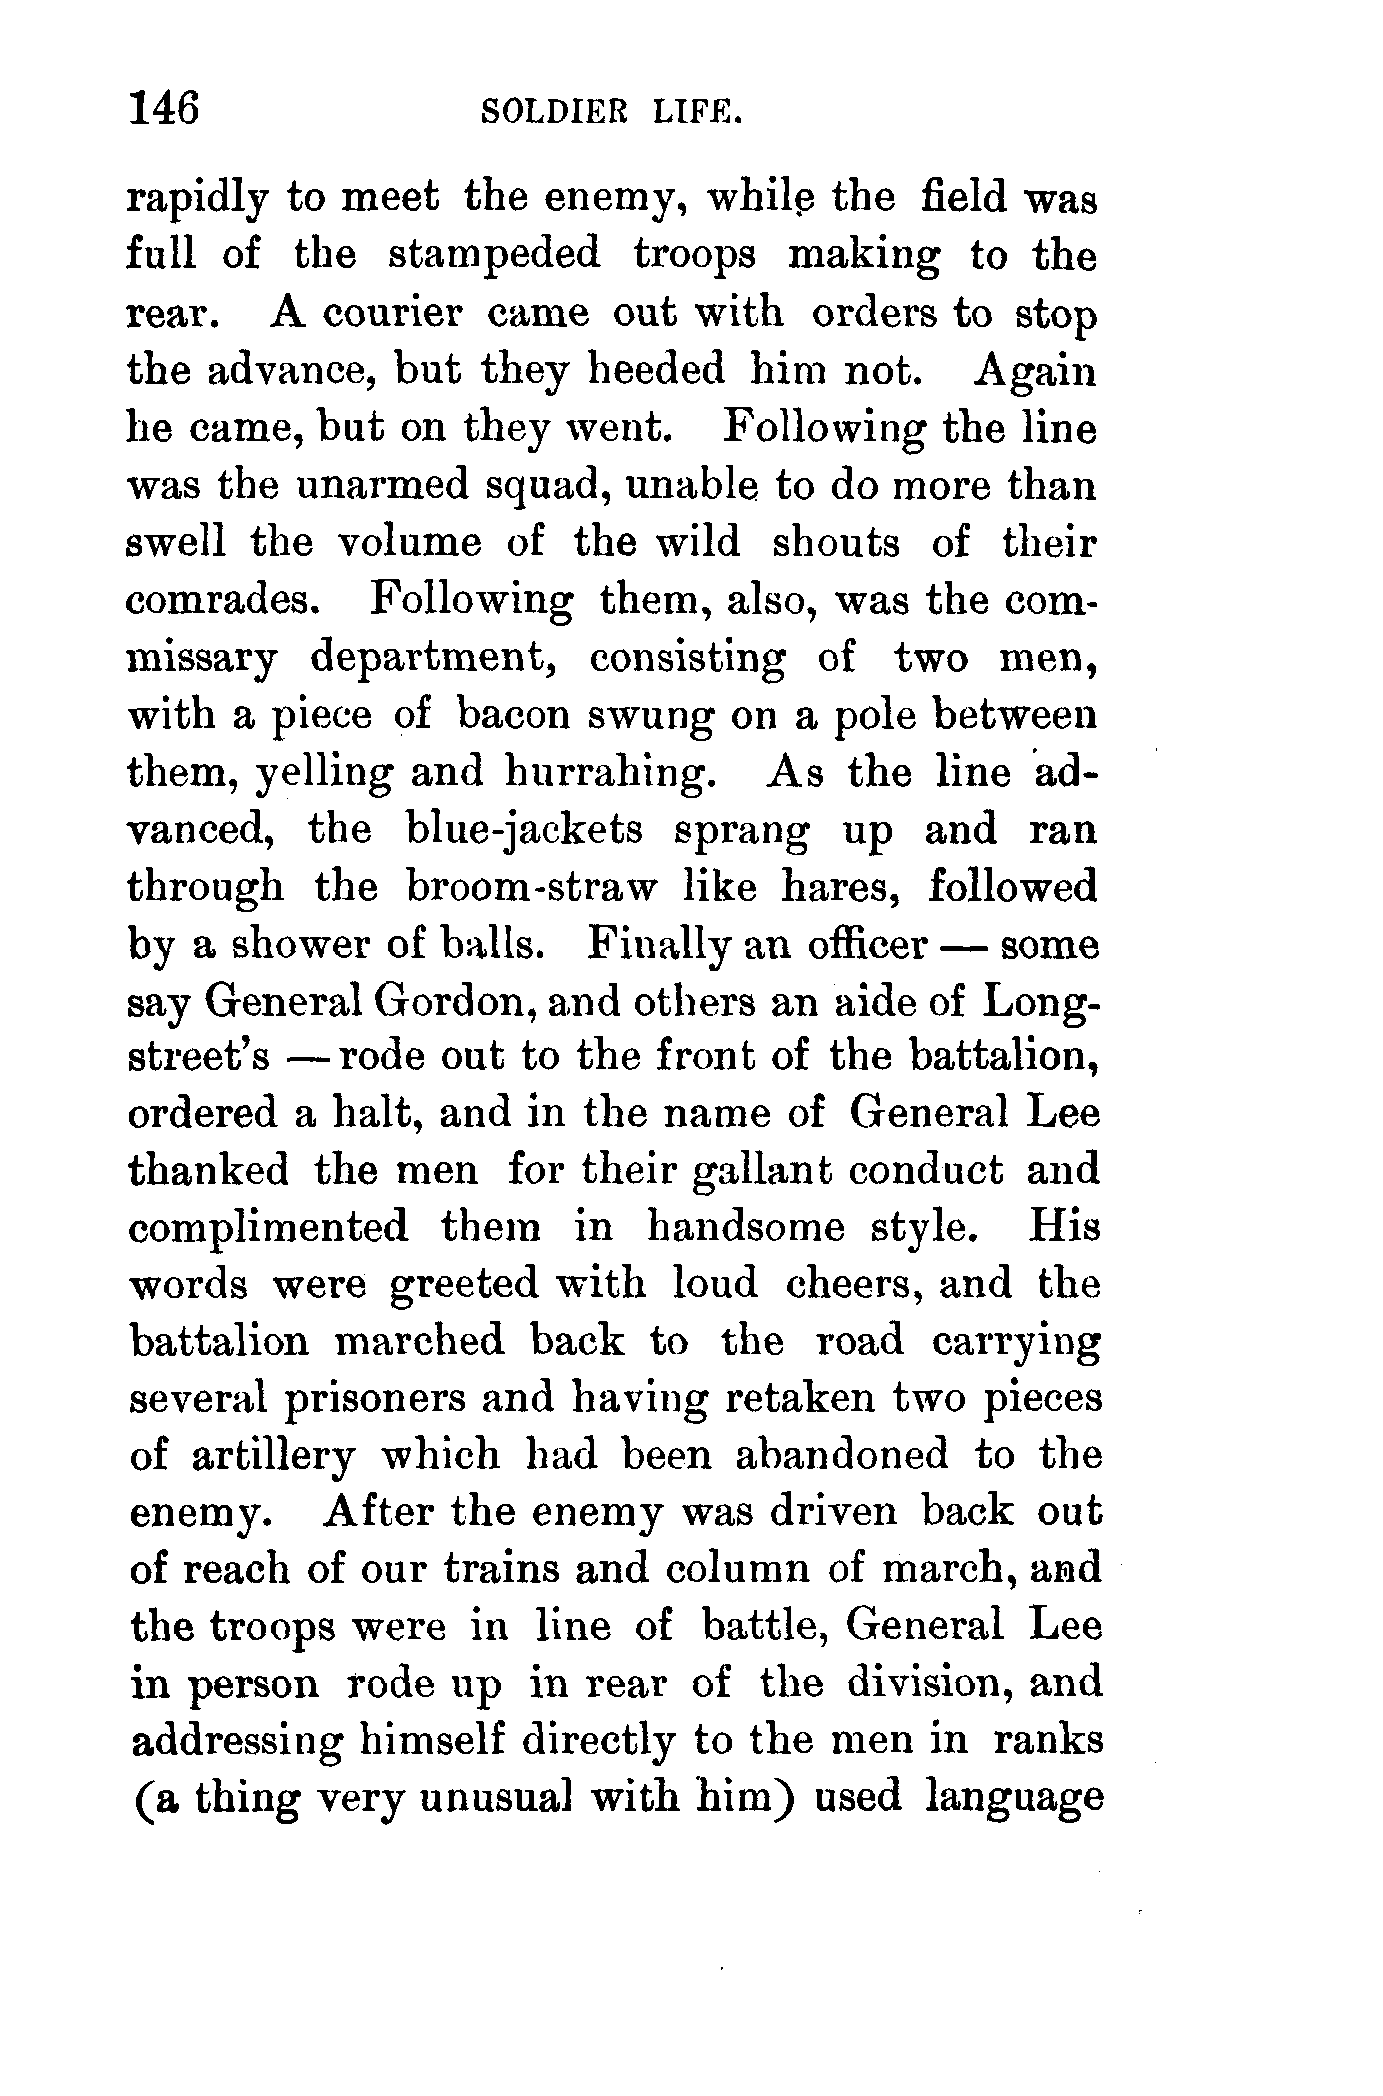 146 SOLDIER LIFE.
rapidly to meet the enemy, while the field was
full of the stampeded troops making to the
rear. A courier came out with orders to stop
the advance, but they heeded him not. Again
he came, but on they went. Following the line
was the unarmed squad, unable to do more than
swell the volume of the wild shouts of their
comrades. Following them, also, was the com-
missary department, consisting of two men,
with a piece of bacon swung on a pole between
them, yelling and hurrahing. As the line ad-
vanced, the blue-jackets sprang up and ran
through the broom-straw like hares, followed
by a shower of balls. Finally an officer — some
say General Gordon, and others an aide of Long-
street's — rode out to the front of the battalion,
ordered a halt, and in the name of General Lee
thanked the men for their gallant conduct and
complimented them in handsome style. His
words were greeted with loud cheers, and the
battalion marched back to the road carrying
several prisoners and having retaken two pieces
of artillery which had been abandoned to the
enemy. After the enemy was driven back out
of reach of our trains and column of march, and
the troops were in line of battle, General Lee
in person rode up in rear of the division, and
addressing himself directly to the men in ranks
(a thing very unusual with him) used language